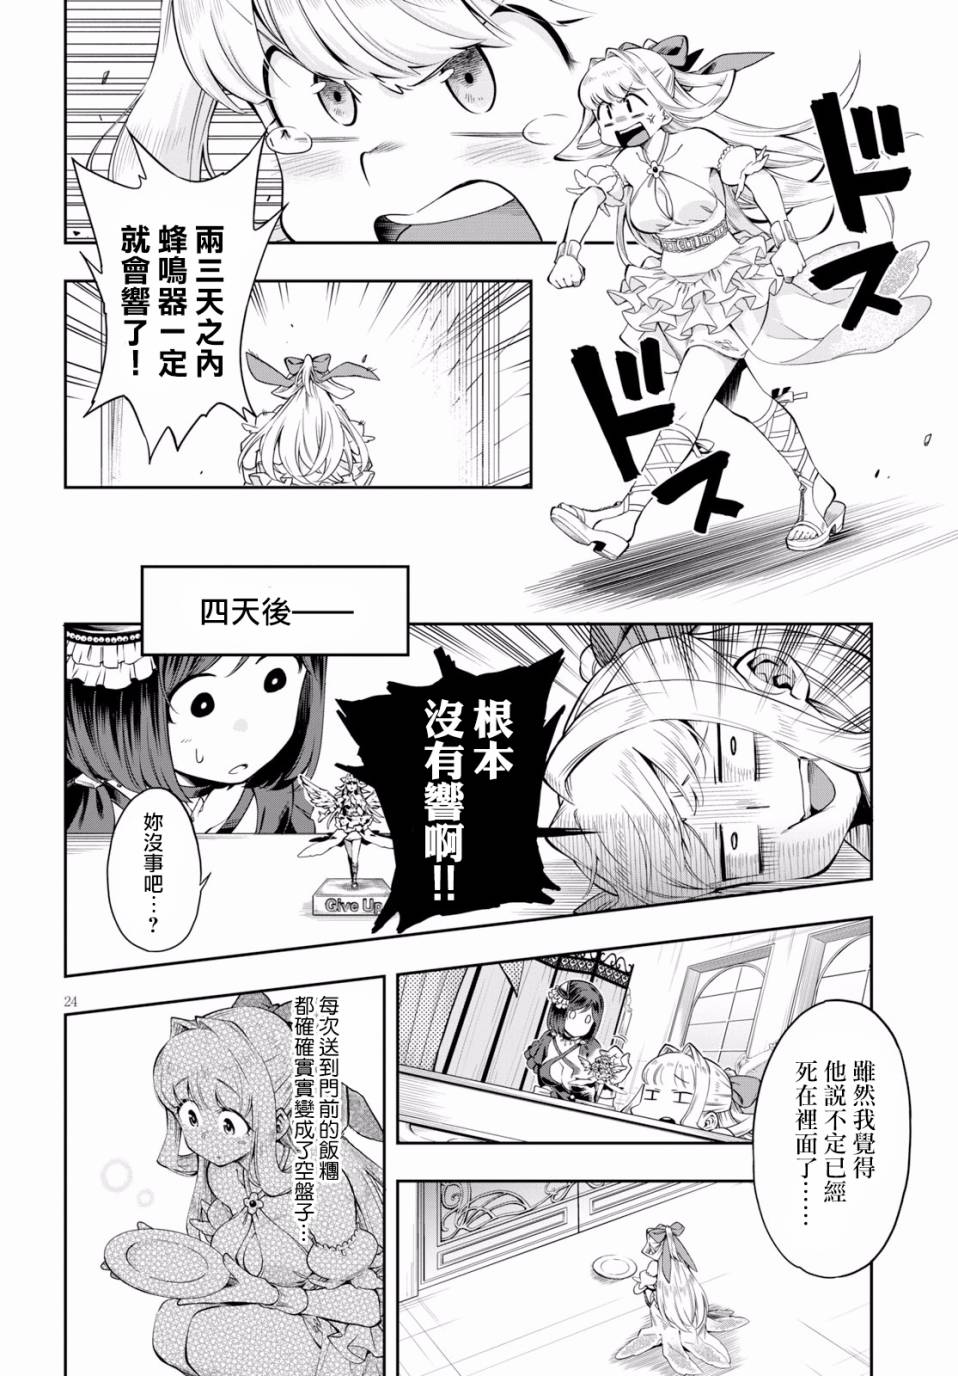 ドス
ドス
兩三天之內
蜂鳴器一定
就會響了！
四天後——
根本
沒有響啊!!
妳沒事吧…？
Give Up
雖然我覺得
他說不定已經
死在裡面了……
每次送到門前的飯糰
都確確實實變成了空盤子…
24